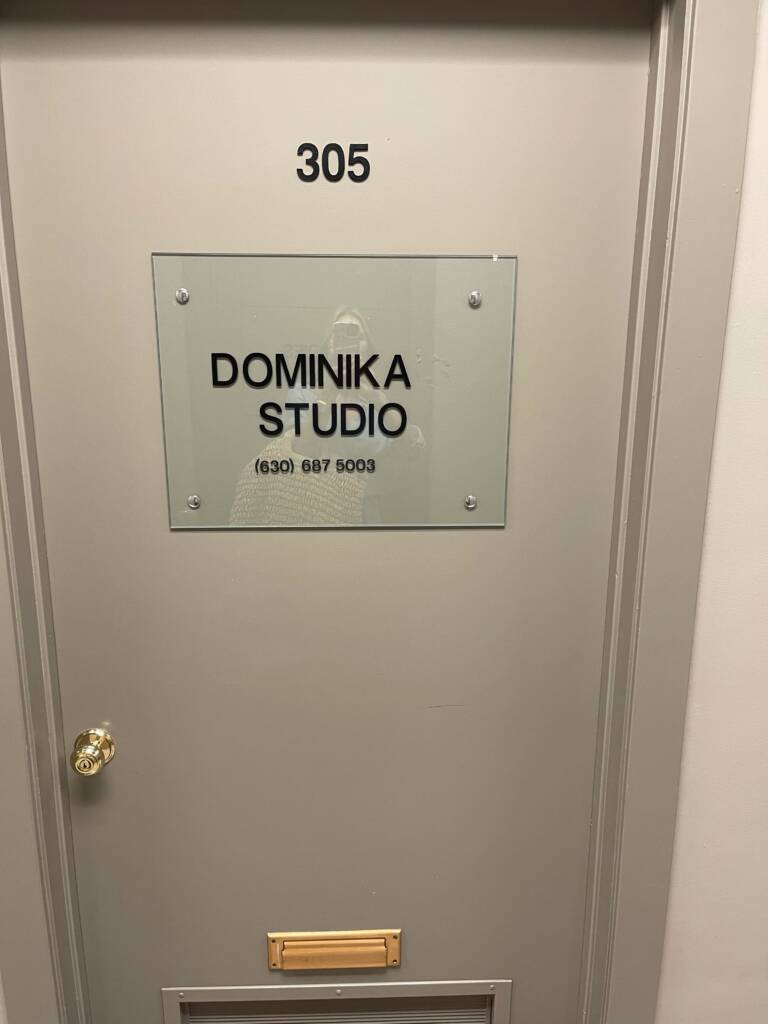 305
DOMINIKA
STUDIO
(630) 687 5003